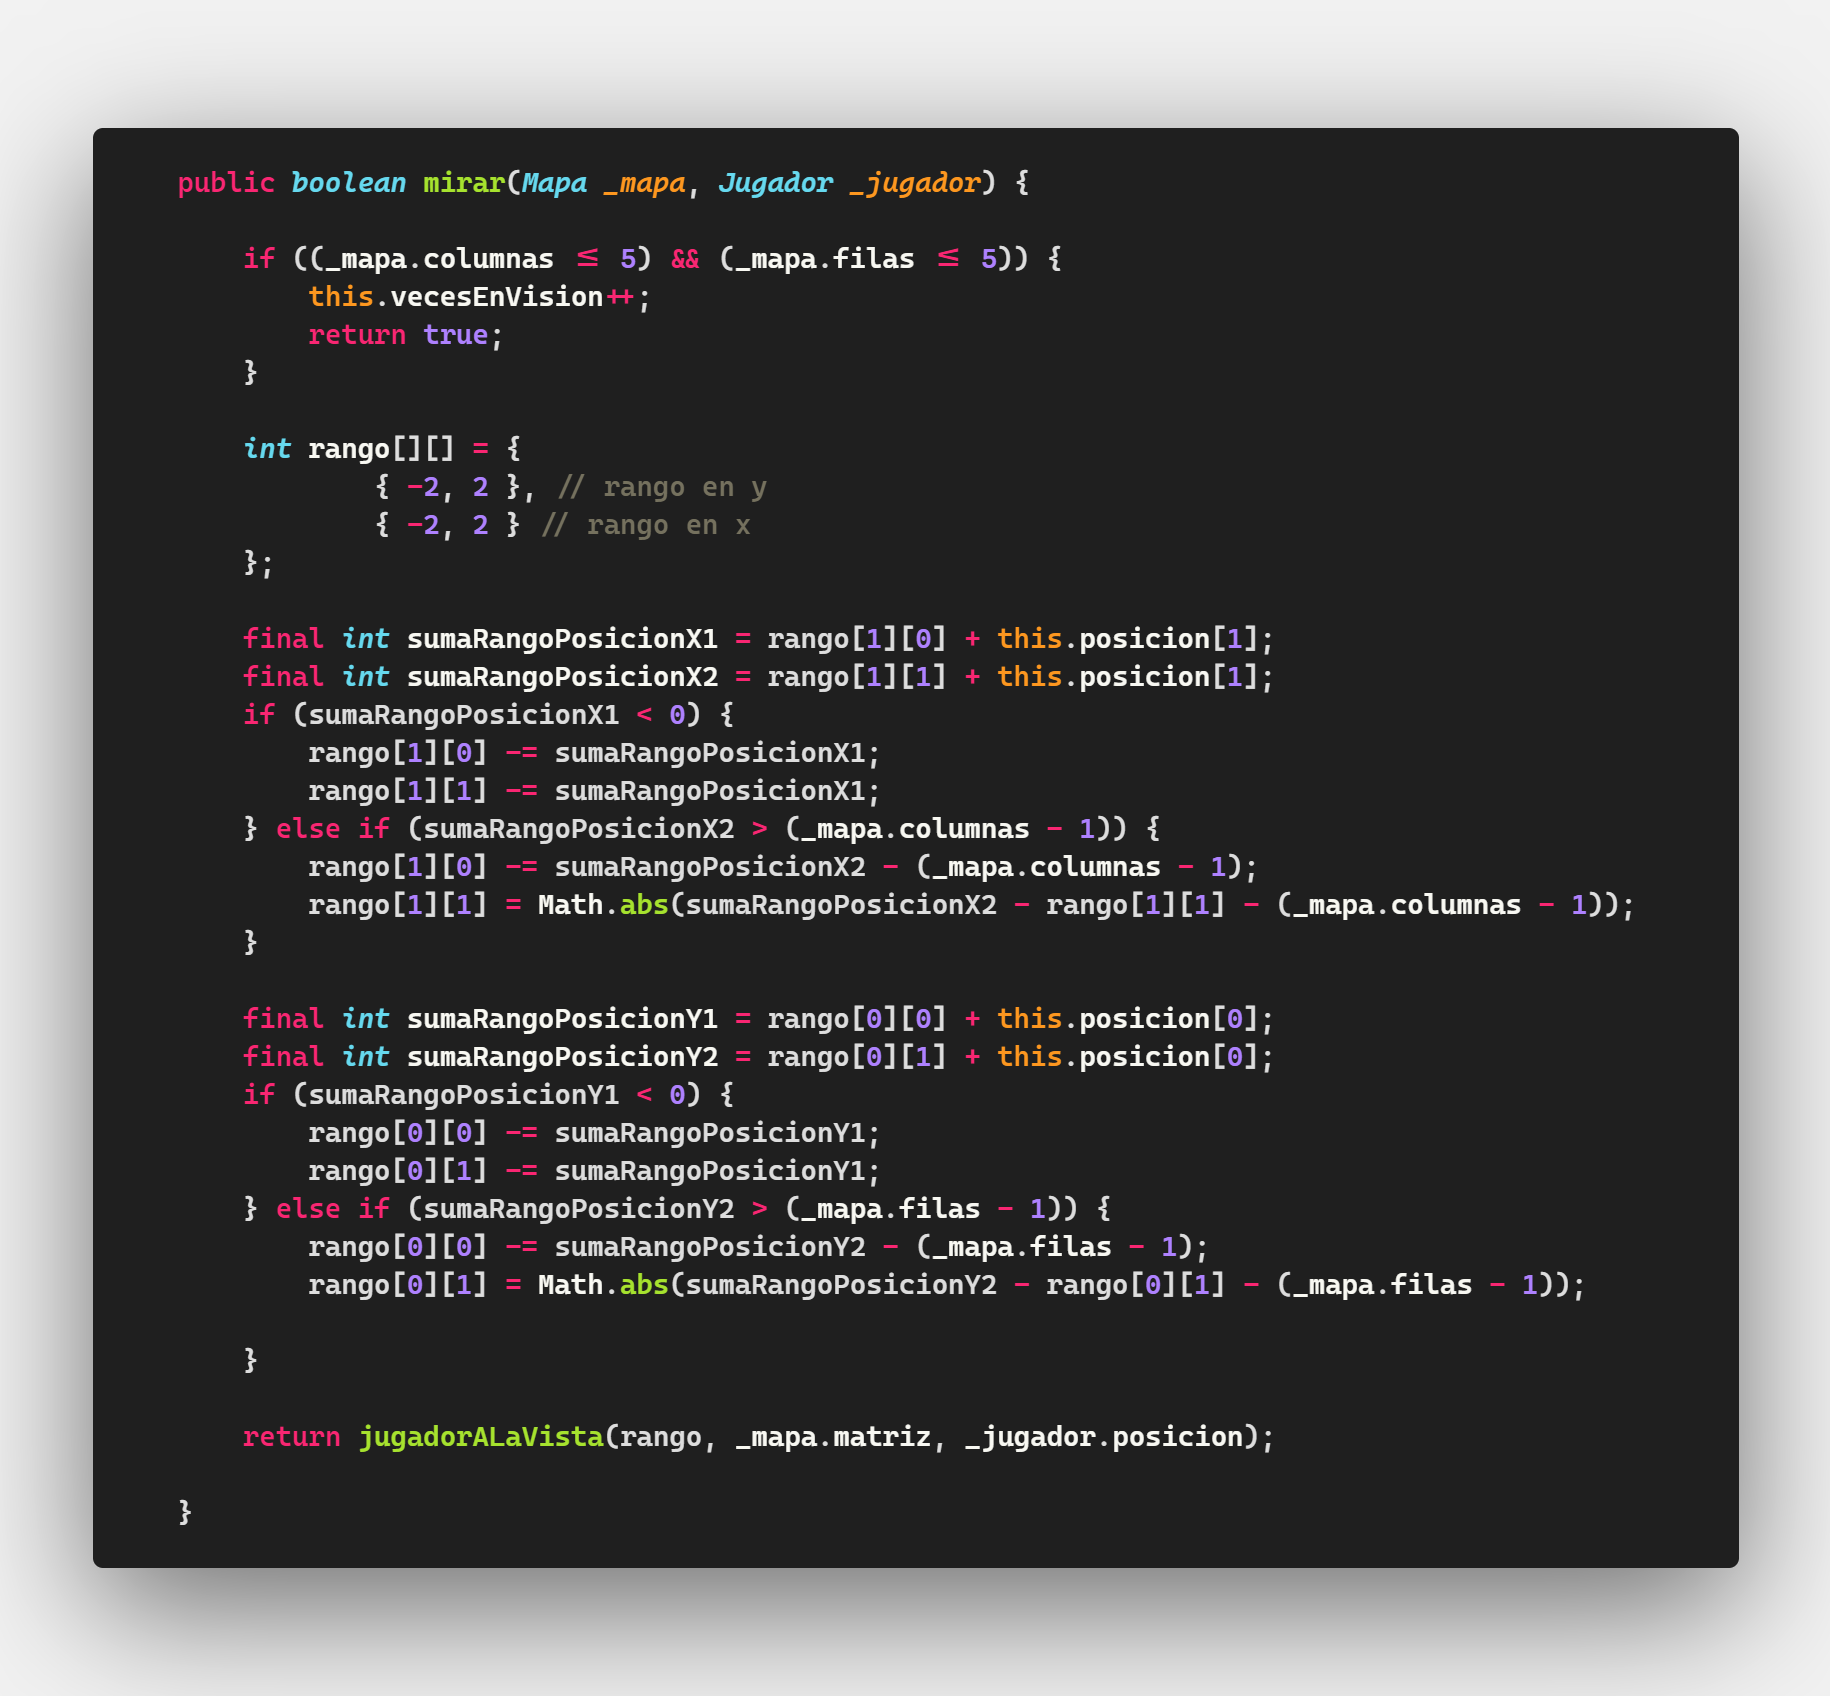 public boolean mirar(Mapa _mapa, Jugador _jugador) {
if ((_mapa.columnas <= 5) && (_mapa.filas <= 5)) {
this.vecesEnVision++;
return true;
}
int rango[][] = {
{ -2, 2 }, // rango en y
{ -2, 2 } // rango en x
};
final int sumaRangoPosicionX1 = rango[1][0] + this.posicion[1];
final int sumaRangoPosicionX2 = rango[1][1] + this.posicion[1];
if (sumaRangoPosicionX1 < 0) {
rango[1][0] -= sumaRangoPosicionX1;
rango[1][1] -= sumaRangoPosicionX1;
} else if (sumaRangoPosicionX2 > (_mapa.columnas - 1)) {
rango[1][0] -= sumaRangoPosicionX2 - (_mapa.columnas - 1);
rango[1][1] = Math.abs(sumaRangoPosicionX2 - rango[1][1] - (_mapa.columnas - 1));
}
final int sumaRangoPosicionY1 = rango[0][0] + this.posicion[0];
final int sumaRangoPosicionY2 = rango[0][1] + this.posicion[0];
if (sumaRangoPosicionY1 < 0) {
rango[0][0] -= sumaRangoPosicionY1;
rango[0][1] -= sumaRangoPosicionY1;
} else if (sumaRangoPosicionY2 > (_mapa.filas - 1)) {
rango[0][0] -= sumaRangoPosicionY2 - (_mapa.filas - 1);
rango[0][1] = Math.abs(sumaRangoPosicionY2 - rango[0][1] - (_mapa.filas - 1));
}
return jugadorALaVista(rango, _mapa.matriz, _jugador.posicion);
}